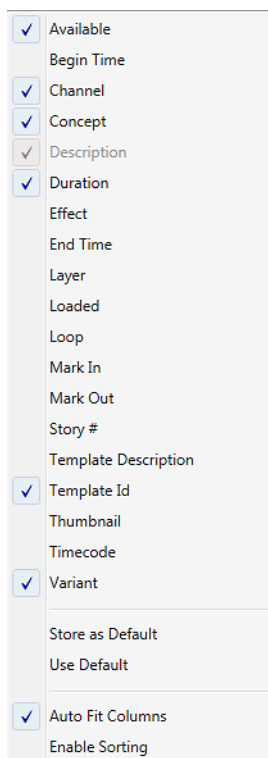 Available
Begin Time
Channel
Concept
Description
Duration
Effect
End Time
Layer
Loaded
Loop
Mark In
Mark Out
Story #
Template Description
Template Id
Thumbnail
Timecode
Variant
Store as Default
Use Default
Auto Fit Columns
Enable Sorting